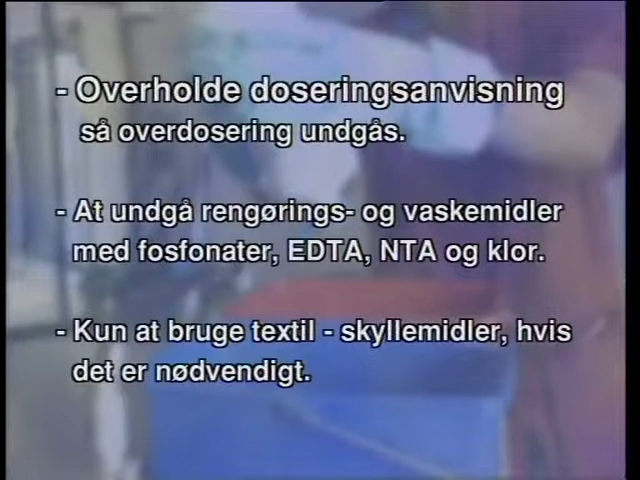 - Overholde doseringsanvisning
så overdosering undgås.
- At undgå rengørings- og vaskemidler
med fosfonater, EDTA, NTA og klor.
- Kun at bruge textil - skyllemidler, hvis
det er nødvendigt.